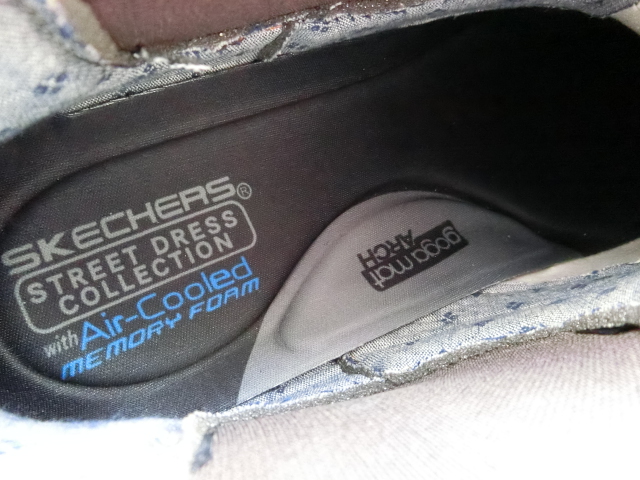 SKECHERS®
STREET DRESS
COLLECTION
with Air-Cooled
MEMORY FOAM
goga mat
ARCH